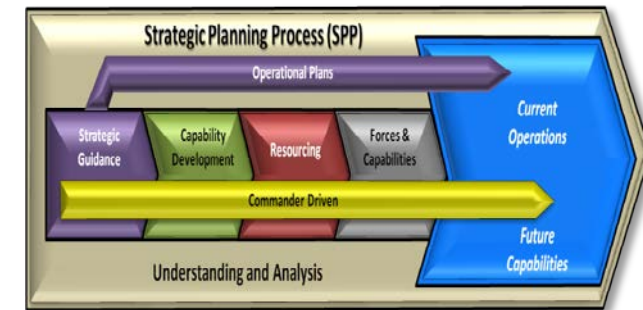 Strategic Planning Process (SPP)
Operational Plans
Strategic
Guidance
Capability
Development
Resourcing
Forces &
Capabilities
Current
Operations
Commander Driven
Future
Capabilities
Understanding and Analysis